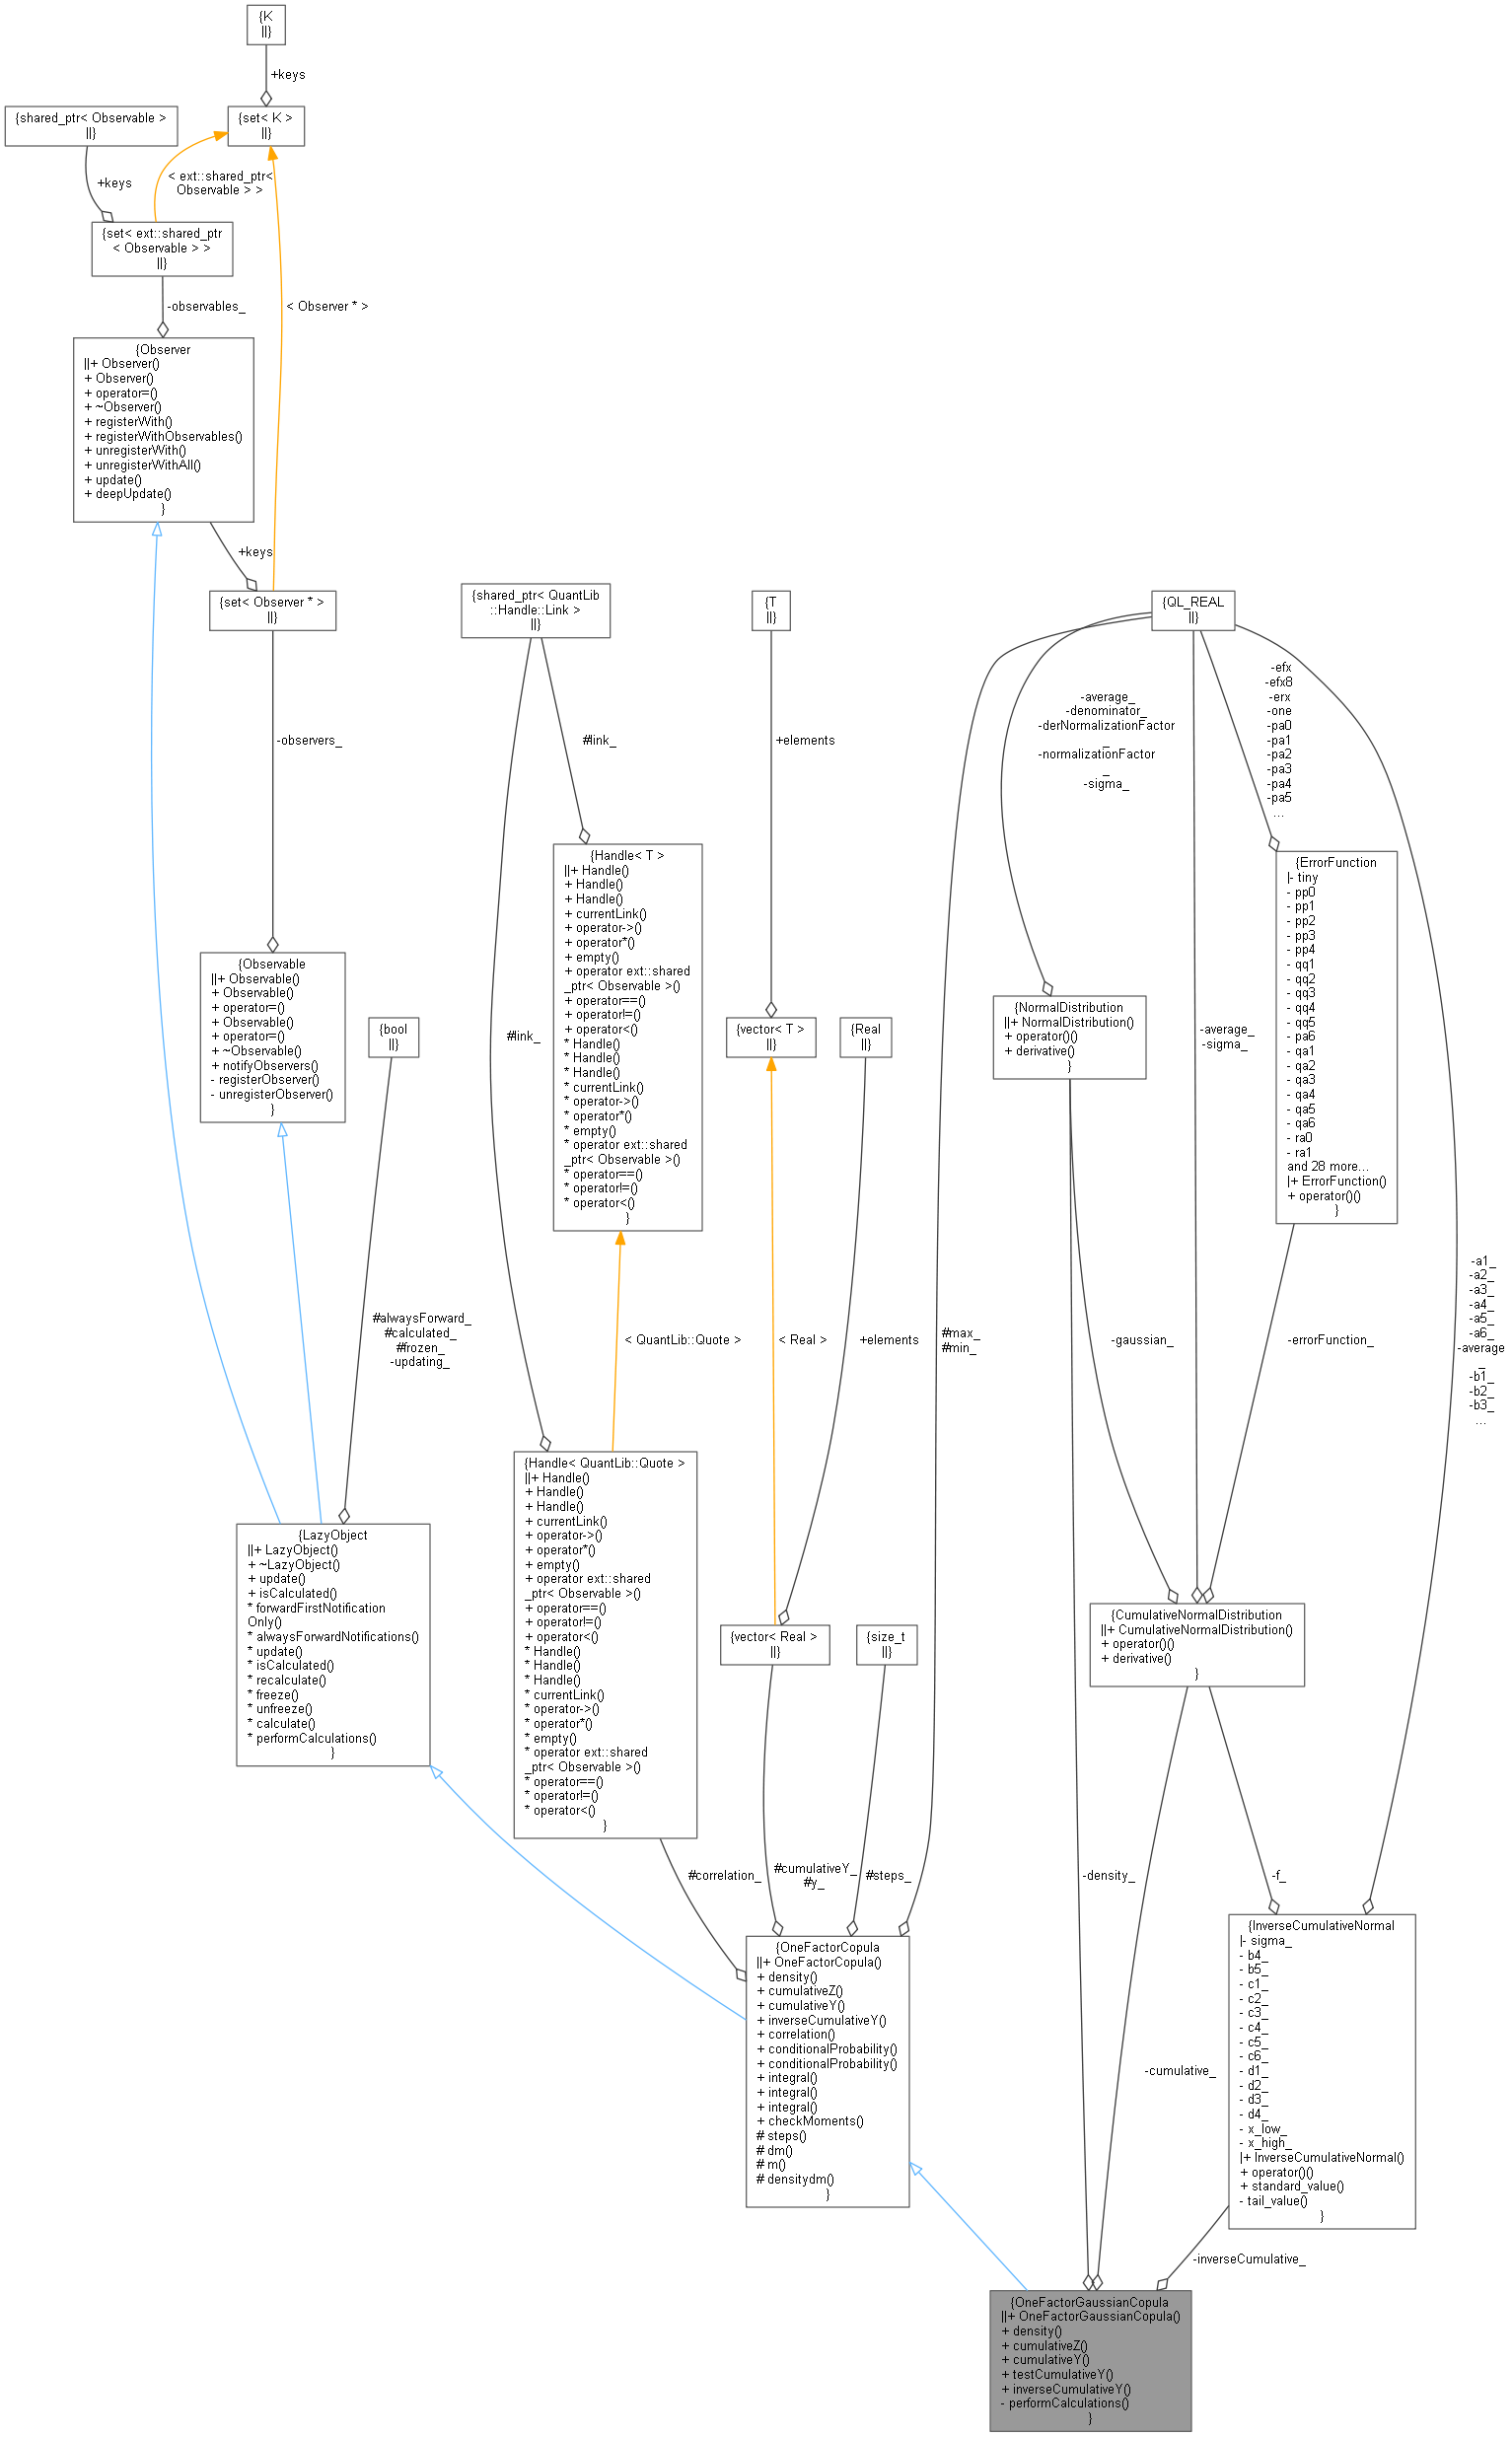 {K
||}
+keys
{shared_ptr< Observable >
||}
{set< K >
||}
+keys
< ext::shared_ptr<
Observable > >
{set< ext::shared_ptr
< Observable > >
||}
-observables_
< Observer * >
{Observer
||+ Observer()
+ Observer()
+ operator=()
+ ~Observer()
+ registerWith()
+ registerWithObservables()
+ unregisterWith()
+ unregisterWithAll()
+ update()
+ deepUpdate()
}
+keys
{set< Observer * >
||}
{shared_ptr< QuantLib
::Handle::Link >
||}
{T
||}
{QL_REAL
||}
-observers_
#link_
+elements
-average_
-denominator_
-derNormalizationFactor
_
-normalizationFactor
_
-sigma_
-efx
-efx8
-erx
-one
-pa0
-pa1
-pa2
-pa3
-pa4
-pa5
...
{Handle< T >
||+ Handle()
+ Handle()
+ Handle()
+ currentLink()
+ operator->()
+ operator*()
+ empty()
+ operator ext::shared
_ptr< Observable >()
+ operator==()
+ operator!=()
+ operator<()
* Handle()
* Handle()
* Handle()
* currentLink()
* operator->()
* operator*()
* empty()
* operator ext::shared
_ptr< Observable >()
* operator==()
* operator!=()
* operator<()
}
{ErrorFunction
|- tiny
- pp0
- pp1
- pp2
- pp3
- pp4
- qq1
- qq2
- qq3
- qq4
- qq5
- pa6
- qa1
- qa2
- qa3
- qa4
- qa5
- qa6
- ra0
- ra1
and 28 more...
|+ ErrorFunction()
+ operator()()
}
{Observable
||+ Observable()
+ Observable()
+ operator=()
+ Observable()
+ operator=()
+ ~Observable()
+ notifyObservers()
- registerObserver()
- unregisterObserver()
}
{bool
||}
#link_
{vector< T >
||}
{Real
||}
{NormalDistribution
||+ NormalDistribution()
+ operator()()
+ derivative()
}
-average_
-sigma_
#alwaysForward_
#calculated_
#frozen_
-updating_
< QuantLib::Quote >
< Real >
+elements
#max_
#min_
-gaussian_
-errorFunction_
-a1_
-a2_
-a3_
-a4_
-a5_
-a6_
-average
_
-b1_
-b2_
-b3_
...
{LazyObject
||+ LazyObject()
+ ~LazyObject()
+ update()
+ isCalculated()
* forwardFirstNotification
Only()
* alwaysForwardNotifications()
* update()
* isCalculated()
* recalculate()
* freeze()
* unfreeze()
* calculate()
* performCalculations()
}
{Handle< QuantLib::Quote >
||+ Handle()
+ Handle()
+ Handle()
+ currentLink()
+ operator->()
+ operator*()
+ empty()
+ operator ext::shared
_ptr< Observable >()
+ operator==()
+ operator!=()
+ operator<()
* Handle()
* Handle()
* Handle()
* currentLink()
* operator->()
* operator*()
* empty()
* operator ext::shared
_ptr< Observable >()
* operator==()
* operator!=()
* operator<()
}
{vector< Real >
||}
{size_t
||}
{CumulativeNormalDistribution
||+ CumulativeNormalDistribution()
+ operator()()
+ derivative()
}
#correlation_
#cumulativeY_
#y_
#steps_
-density_
-f_
{OneFactorCopula
||+ OneFactorCopula()
+ density()
+ cumulativeZ()
+ cumulativeY()
+ inverseCumulativeY()
+ correlation()
+ conditionalProbability()
+ conditionalProbability()
+ integral()
+ integral()
+ integral()
+ checkMoments()
# steps()
# dm()
# m()
# densitydm()
}
-cumulative_
{InverseCumulativeNormal
|- sigma_
- b4_
- b5_
- c1_
- c2_
- c3_
- c4_
- c5_
- c6_
- d1_
- d2_
- d3_
- d4_
- x_low_
- x_high_
|+ InverseCumulativeNormal()
+ operator()()
+ standard_value()
- tail_value()
}
-inverseCumulative_
{OneFactorGaussianCopula
||+ OneFactorGaussianCopula()
+ density()
+ cumulativeZ()
+ cumulativeY()
+ testCumulativeY()
+ inverseCumulativeY()
- performCalculations()
}